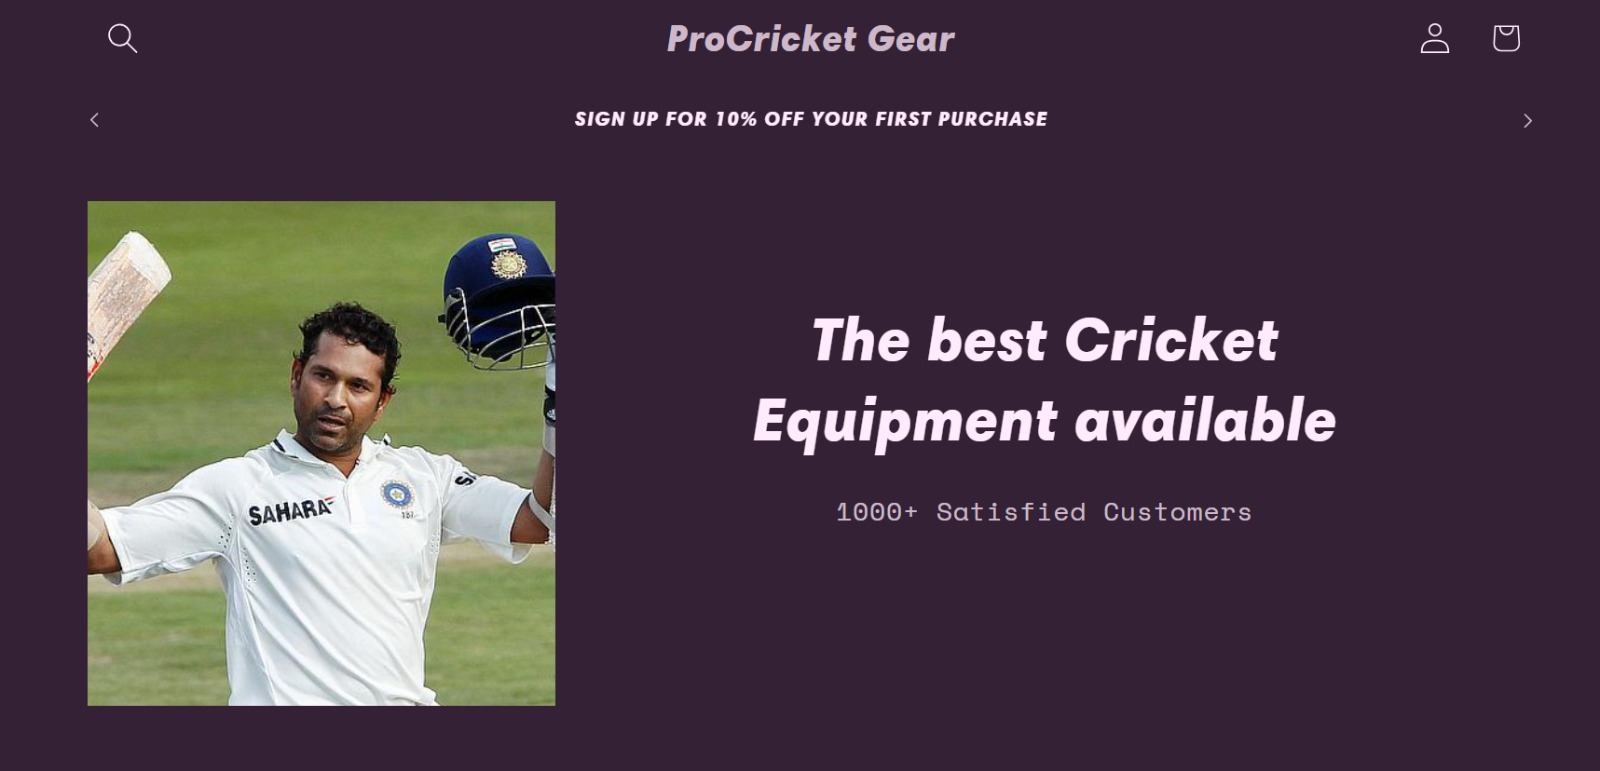 ProCricket Gear
SIGN UP FOR 10% OFF YOUR FIRST PURCHASE
The best Cricket
Equipment available
1000+ Satisfied Customers
SAHARA
187